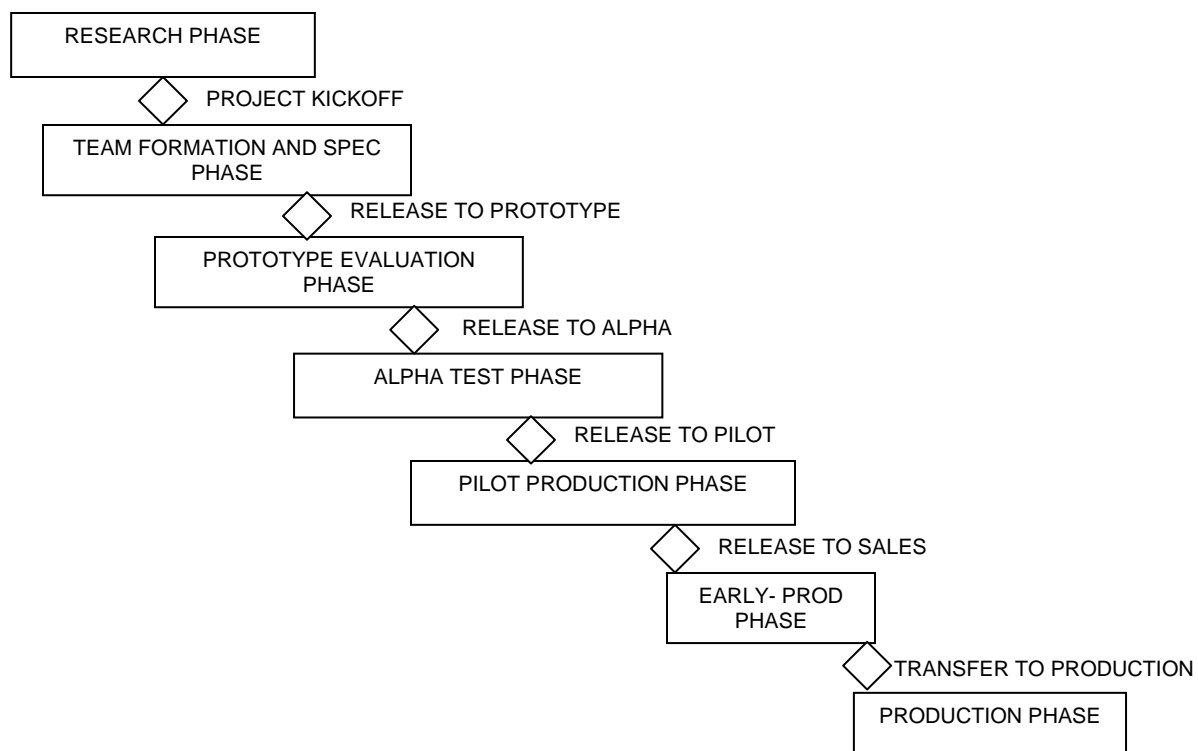 RESEARCH PHASE
PROJECT KICKOFF
TEAM FORMATION AND SPEC
PHASE
RELEASE TO PROTOTYPE
PROTOTYPE EVALUATION
PHASE
RELEASE TO ALPHA
ALPHA TEST PHASE
RELEASE TO PILOT
PILOT PRODUCTION PHASE
RELEASE TO SALES
EARLY- PROD
PHASE
TRANSFER TO PRODUCTION
PRODUCTION PHASE